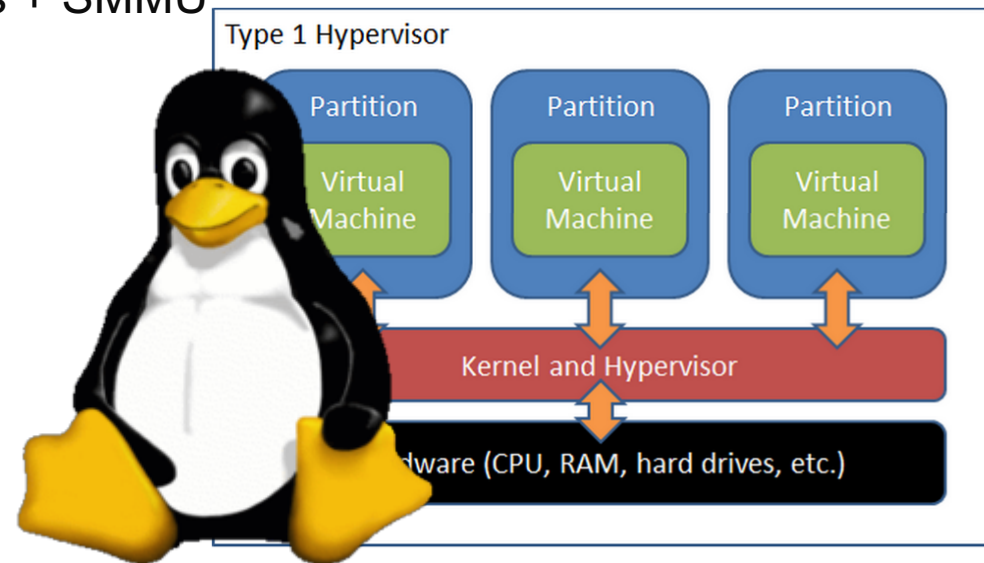 + SMMU
Type 1 Hypervisor
Partition
Partition
Partition
Virtual
Machine
Virtual
Machine
Virtual
Machine
Kernel and Hypervisor
(CPU, RAM, hard drives, etc.)